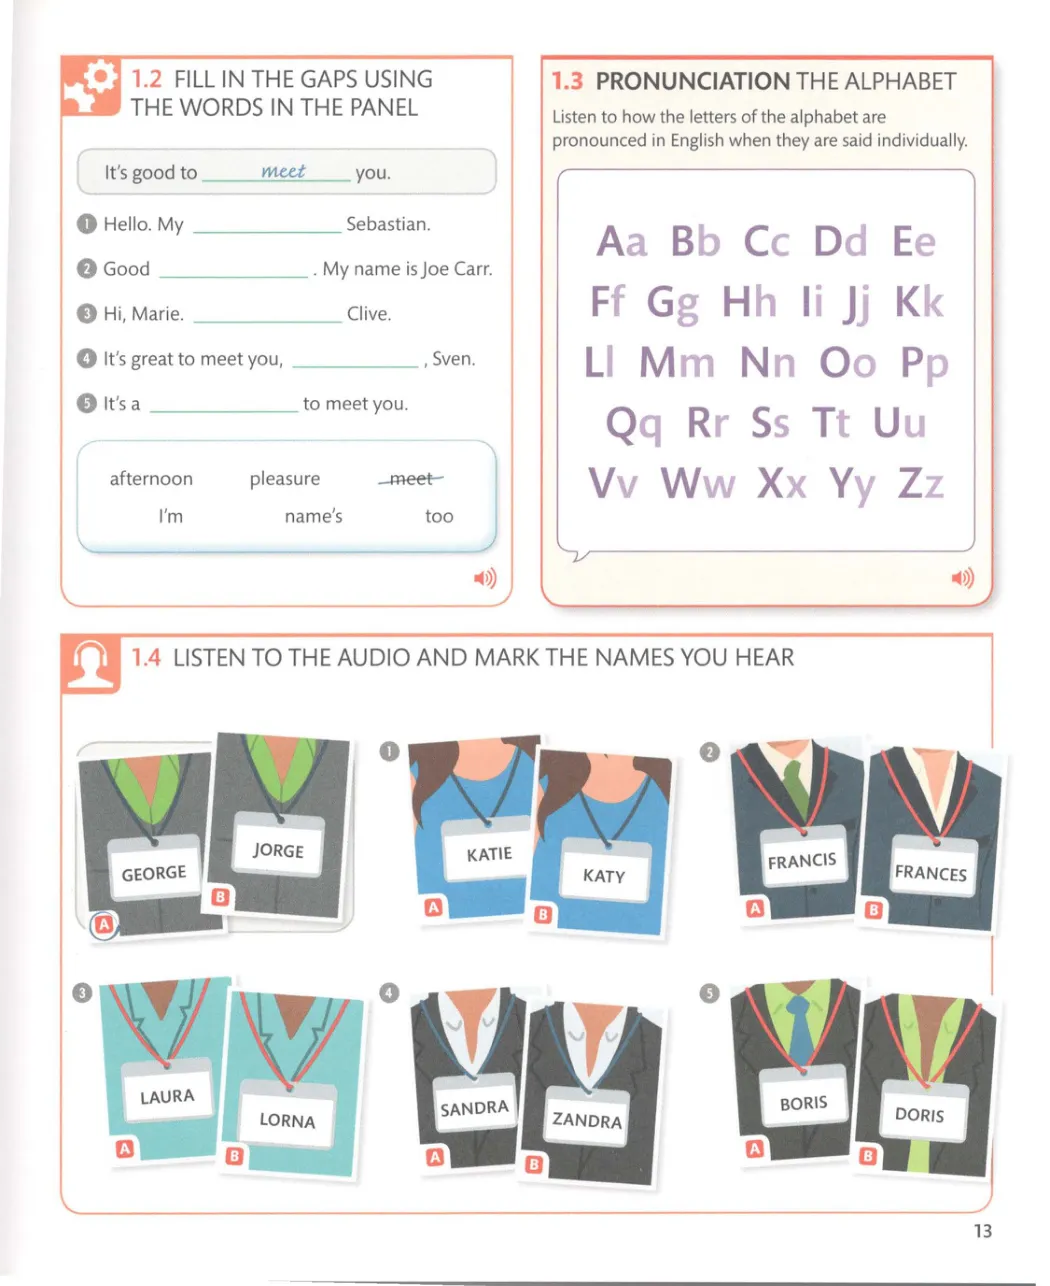 1.2 FILL IN THE GAPS USING
THE WORDS IN THE PANEL
It's good to meet you.
1 Hello. My ____ Sebastian.
2 Good ____ . My name is Joe Carr.
3 Hi, Marie. ____ Clive.
4 It's great to meet you, ____ , Sven.
5 It's a ____ to meet you.
afternoon pleasure meet
I'm name's too
1.3 PRONUNCIATION THE ALPHABET
Listen to how the letters of the alphabet are
pronounced in English when they are said individually.
Aa Bb Cc Dd Ee
Ff Gg Hh Ii Jj Kk
Ll Mm Nn Oo Pp
Qq Rr Ss Tt Uu
Vv Ww Xx Yy Zz
1.4 LISTEN TO THE AUDIO AND MARK THE NAMES YOU HEAR
GEORGE
A
JORGE
B
1
KATIE
A
KATY
B
2
FRANCIS
A
FRANCES
B
3
LAURA
A
LORNA
B
4
SANDRA
A
ZANDRA
B
5
BORIS
A
DORIS
B
13